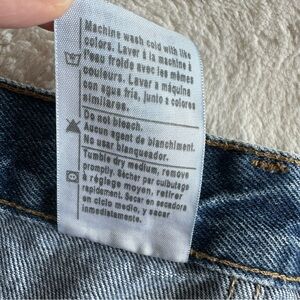 Machine wash cold with like
colors. Laver à la machine à
l'eau froide avec les mêmes
couleurs. Lavar a máquina
con agua fría, junto a colores
similares.
Do not bleach.
Aucun agent de blanchiment.
No usar blanqueador.
Tumble dry medium, remove
promptly. Sécher par culbutage
à réglage moyen, retirer
rapidement. Secar en secadora
en ciclo medio, y sacar
inmediatamente.